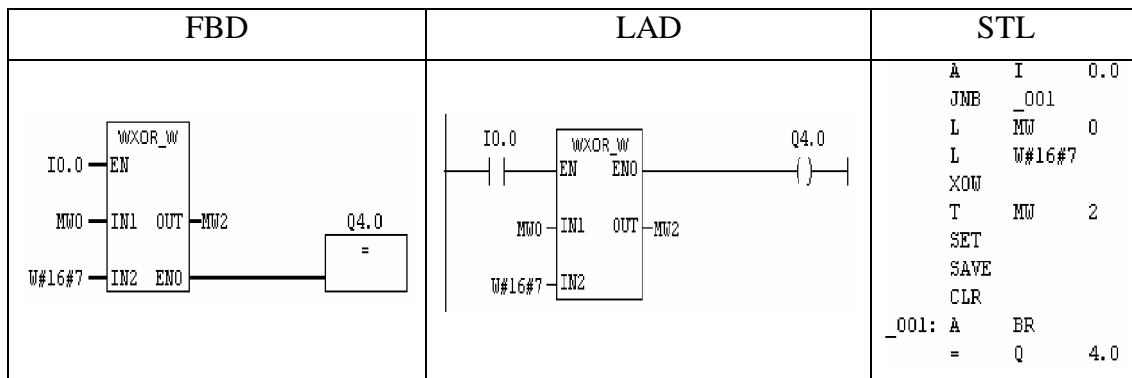 FBD
LAD
STL
WXOR_W
I0.0 EN
MW0 IN1 OUT MW2
Q4.0
=
W#16#7 IN2 ENO
I0.0
Q4.0
WXOR_W
EN ENO
MW0 IN1 OUT MW2
W#16#7 IN2
A I 0.0
JNB _001
L MW 0
L W#16#7
XOW
T MW 2
SET
SAVE
CLR
_001: A BR
= Q 4.0